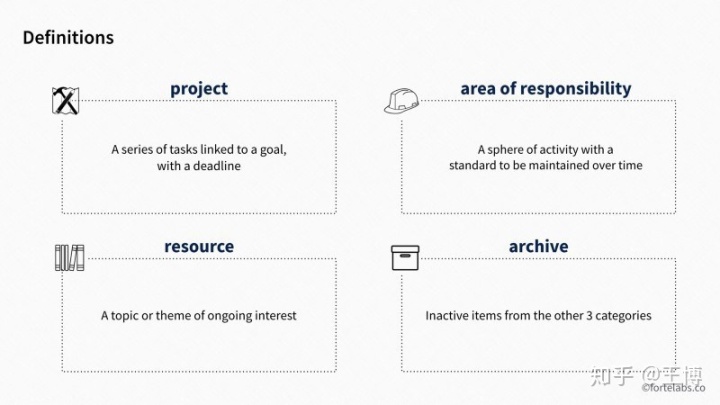 Definitions
project
A series of tasks linked to a goal,
with a deadline
area of responsibility
A sphere of activity with a
standard to be maintained over time
resource
A topic or theme of ongoing interest
archive
Inactive items from the other 3 categories
知乎 @王博
©fortelabs.co